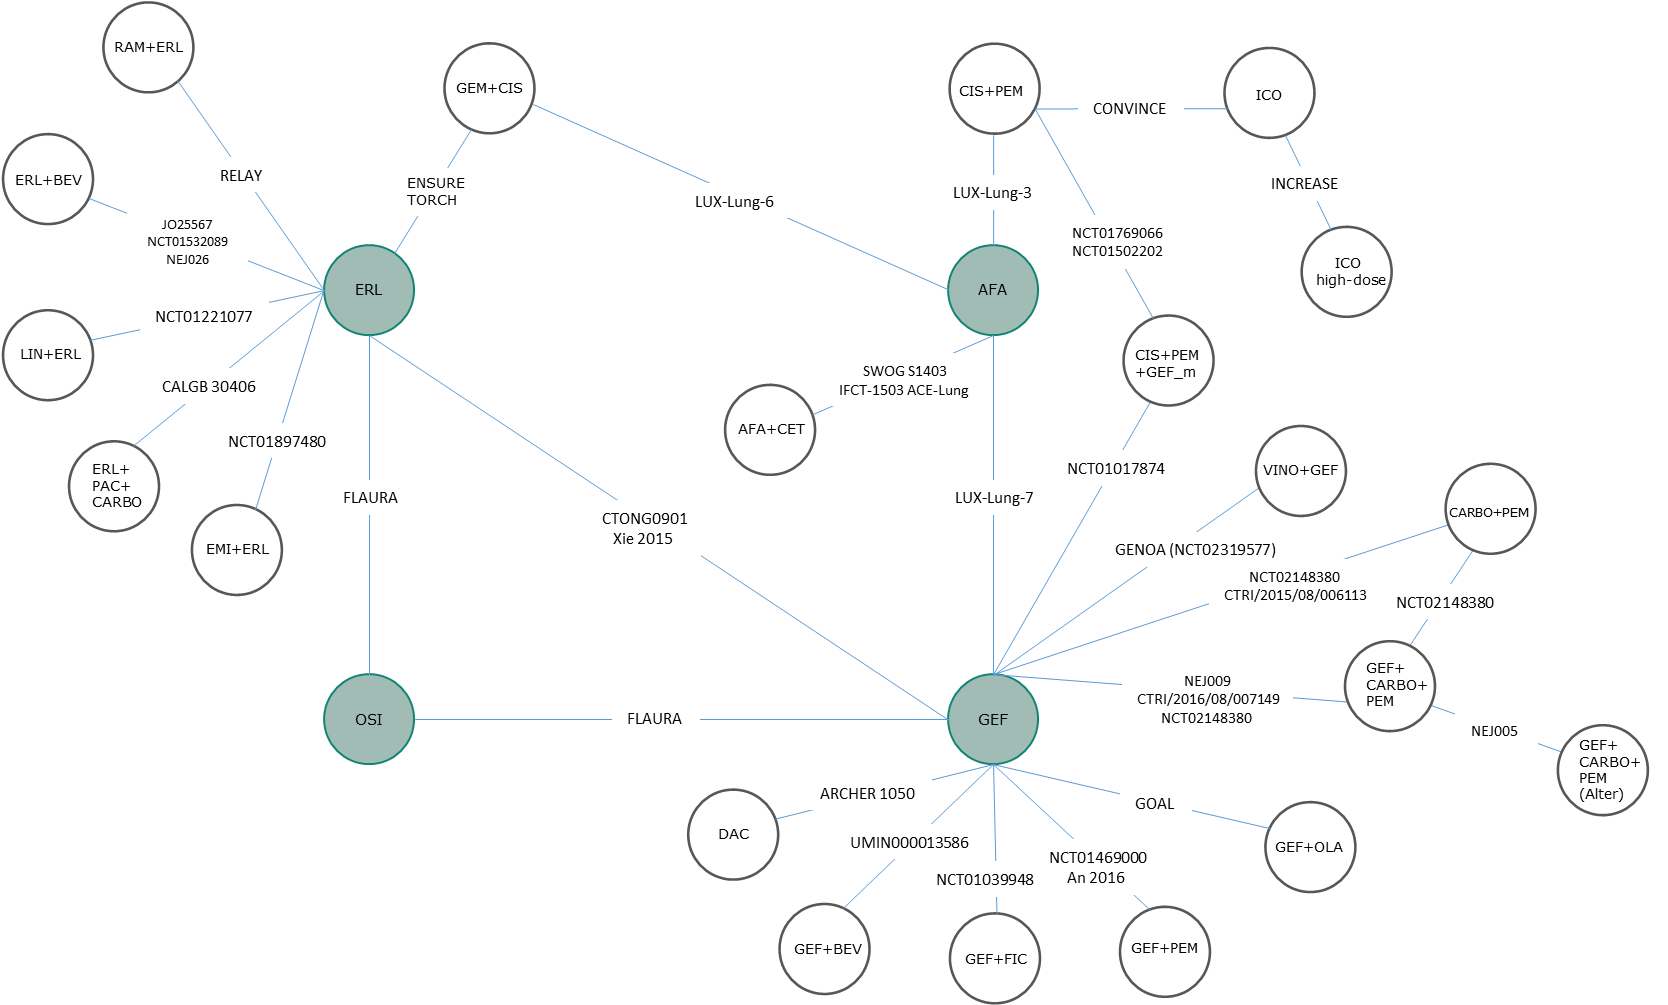 RAM+ERL
GEM+CIS
CIS+PEM
ICO
CONVINCE
RELAY
ERL+BEV
ENSURE
TORCH
LUX-Lung-6
LUX-Lung-3
INCREASE
JO25567
NCT01532089
NEJ026
NCT01769066
NCT01502202
ICO
high-dose
ERL
AFA
NCT01221077
LIN+ERL
CIS+PEM
+GEF_m
SWOG S1403
IFCT-1503 ACE-Lung
CALGB 30406
AFA+CET
NCT01897480
ERL+
PAC+
CARBO
NCT01017874
VINO+GEF
FLAURA
LUX-Lung-7
CARBO+PEM
CTONG0901
Xie 2015
EMI+ERL
GENOA (NCT02319577)
NCT02148380
CTRI/2015/08/006113
NCT02148380
GEF+
CARBO+
PEM
NEJ009
CTRI/2016/08/007149
NCT02148380
OSI
FLAURA
GEF
NEJ005
GEF+
CARBO+
PEM
(Alter)
ARCHER 1050
GOAL
DAC
UMIN000013586
GEF+OLA
NCT01469000
An 2016
NCT01039948
GEF+BEV
GEF+FIC
GEF+PEM